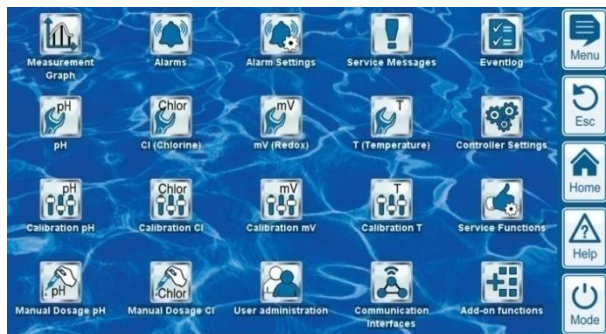 Measurement
Graph
Alarms
Alarm Settings
Service Messages
Eventlog
Menu
pH
pH
Chlor
Cl (Chlorine)
mV
mV (Redox)
T
T (Temperature)
Controller Settings
Esc
pH
Calibration pH
Chlor
Calibration Cl
mV
Calibration mV
T
Calibration T
Service Functions
Home
pH
Manual Dosage pH
Chlor
Manual Dosage Cl
User administration
Communication
Interfaces
Add-on functions
?
Help
Mode